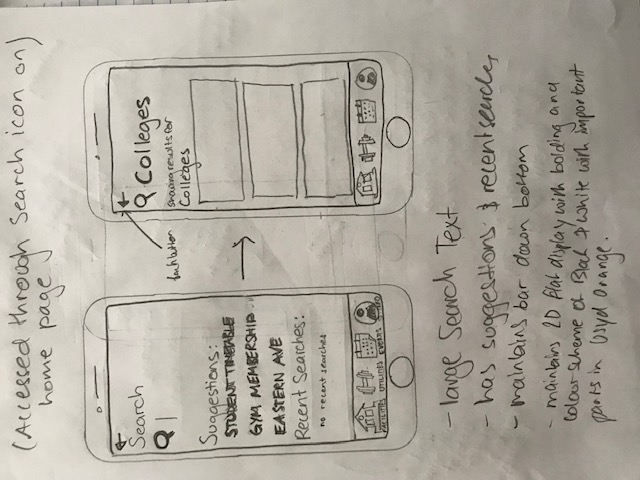 (Accessed through Search icon on)
home page
Search
Suggestions:
STUDENT TIMETABLE
GYM MEMBERSHIP
EASTERN AVE
Recent Searches:
no recent searches
FACILITIES UTILITIES EVENTS
back button
Colleges
Showing results for
Colleges
- large Search Text
- has suggestions & recent searches
- maintains bar down bottom
- maintains 2D flat display with bolding and
colour scheme of Black & White with important
parts in Usyd Orange.